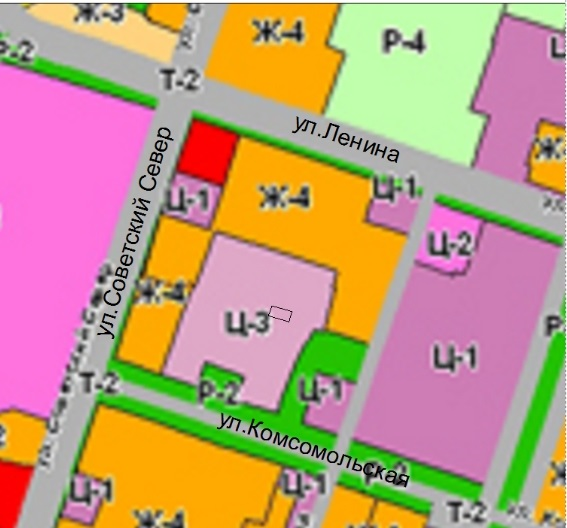 Ж-3
Ж-4
Р-4
Т-2
ул.Ленина
ул.Советский Север
Ц-1
Ж-4
Ц-1
Ц-2
Ж-4
Ц-3
Ц-1
Т-2
Р-2
Ц-1
ул.Комсомольская
Ц-1
Ц-1
Ж-4
Т-2